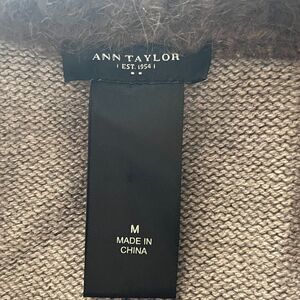 ANN TAYLOR
EST. 1954
M
MADE IN
CHINA